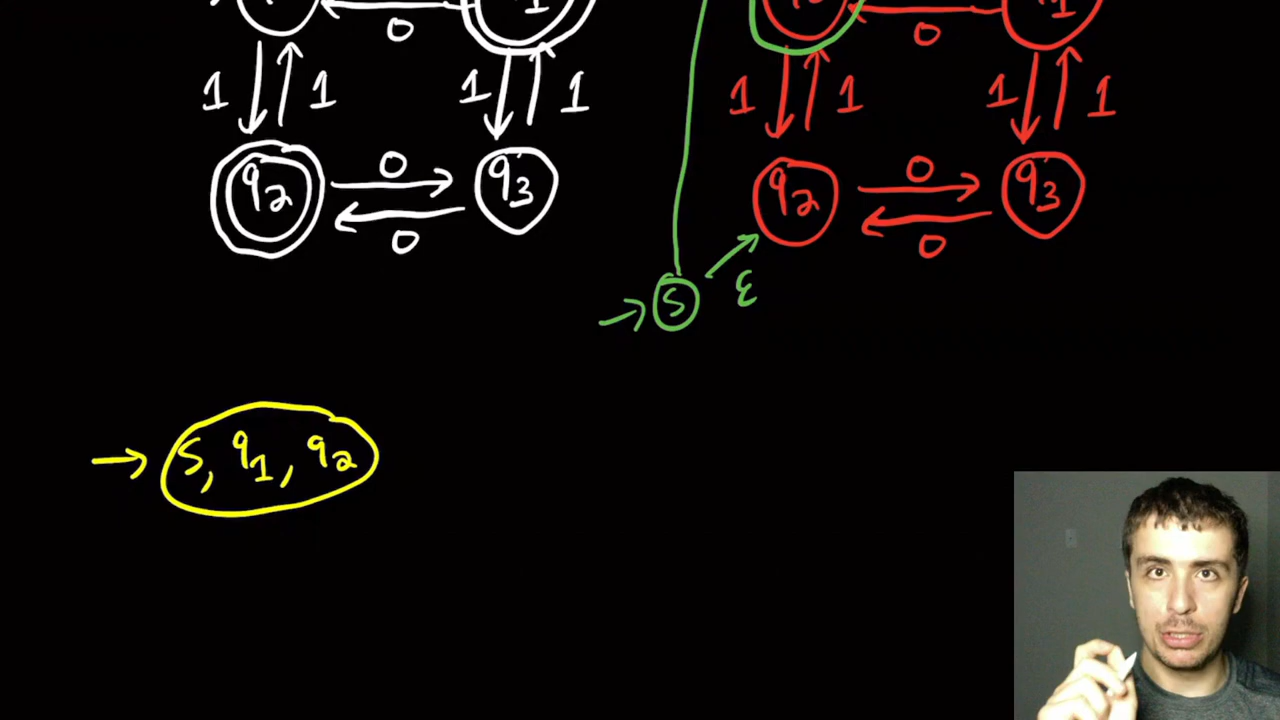 0 0
1 1 1 1 1 1 1 1
q2 0 q3 q2 0 q3
0 0
S ε
S, q1, q2